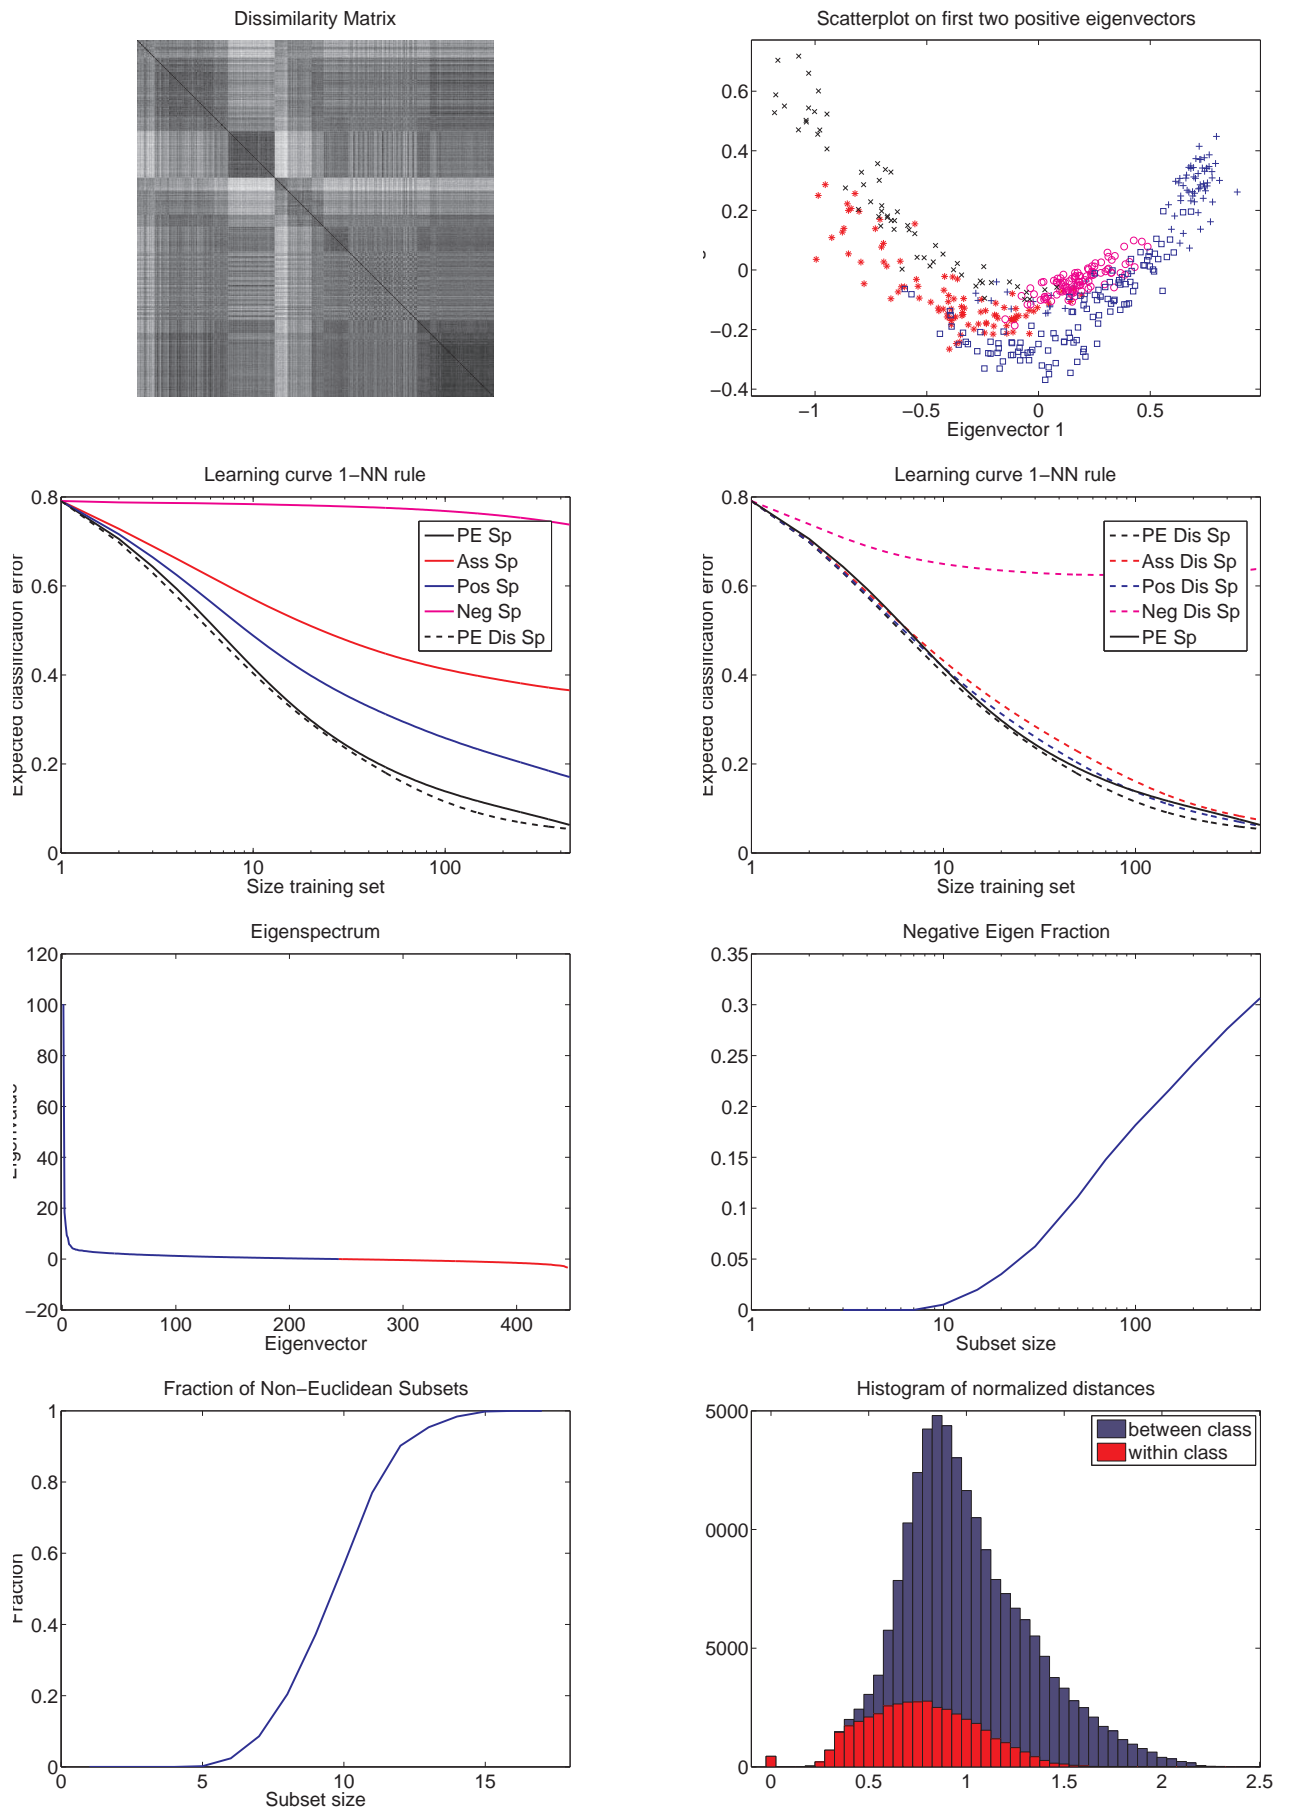 Dissimilarity Matrix
Scatterplot on first two positive eigenvectors
0.6
0.4
0.2
0
−0.2
−0.4
−1
−0.5
0
0.5
Eigenvector 1
Learning curve 1−NN rule
Expected classification error
0.8
0.6
0.4
0.2
0
1
10
100
Size training set
PE Sp
Ass Sp
Pos Sp
Neg Sp
PE Dis Sp
Learning curve 1−NN rule
Expected classification error
0.8
0.6
0.4
0.2
0
1
10
100
Size training set
PE Dis Sp
Ass Dis Sp
Pos Dis Sp
Neg Dis Sp
PE Sp
Eigenspectrum
Eigenvalue
120
100
80
60
40
20
0
−20
0
100
200
300
400
Eigenvector
Negative Eigen Fraction
0.35
0.3
0.25
0.2
0.15
0.1
0.05
0
1
10
100
Subset size
Fraction of Non−Euclidean Subsets
Fraction
1
0.8
0.6
0.4
0.2
0
0
5
10
15
Subset size
Histogram of normalized distances
5000
0000
5000
0
0
0.5
1
1.5
2
2.5
between class
within class